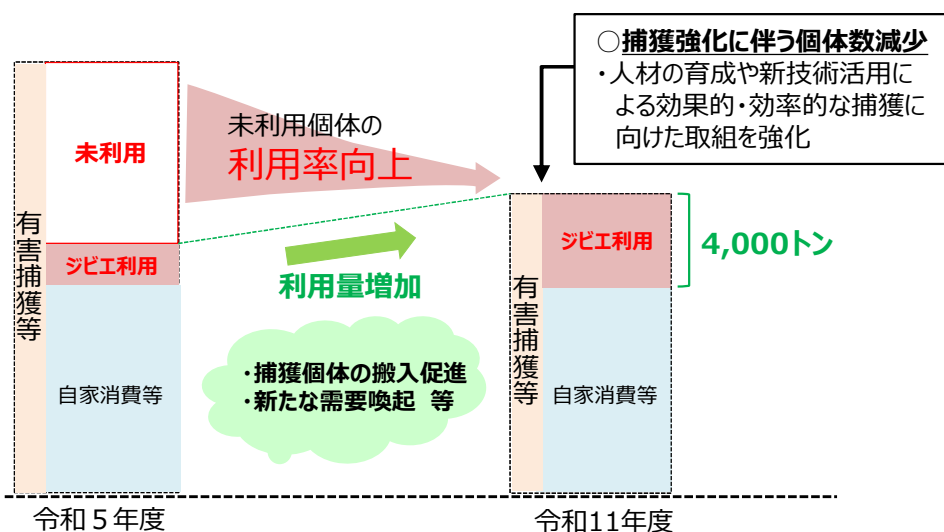 ○捕獲強化に伴う個体数減少
・人材の育成や新技術活用に
よる効果的・効率的な捕獲に
向けた取組を強化
未利用個体の
利用率向上
未利用
有害捕獲等
ジビエ利用
自家消費等
利用量増加
・捕獲個体の搬入促進
・新たな需要喚起 等
有害捕獲等
ジビエ利用
4,000トン
自家消費等
令和5年度
令和11年度